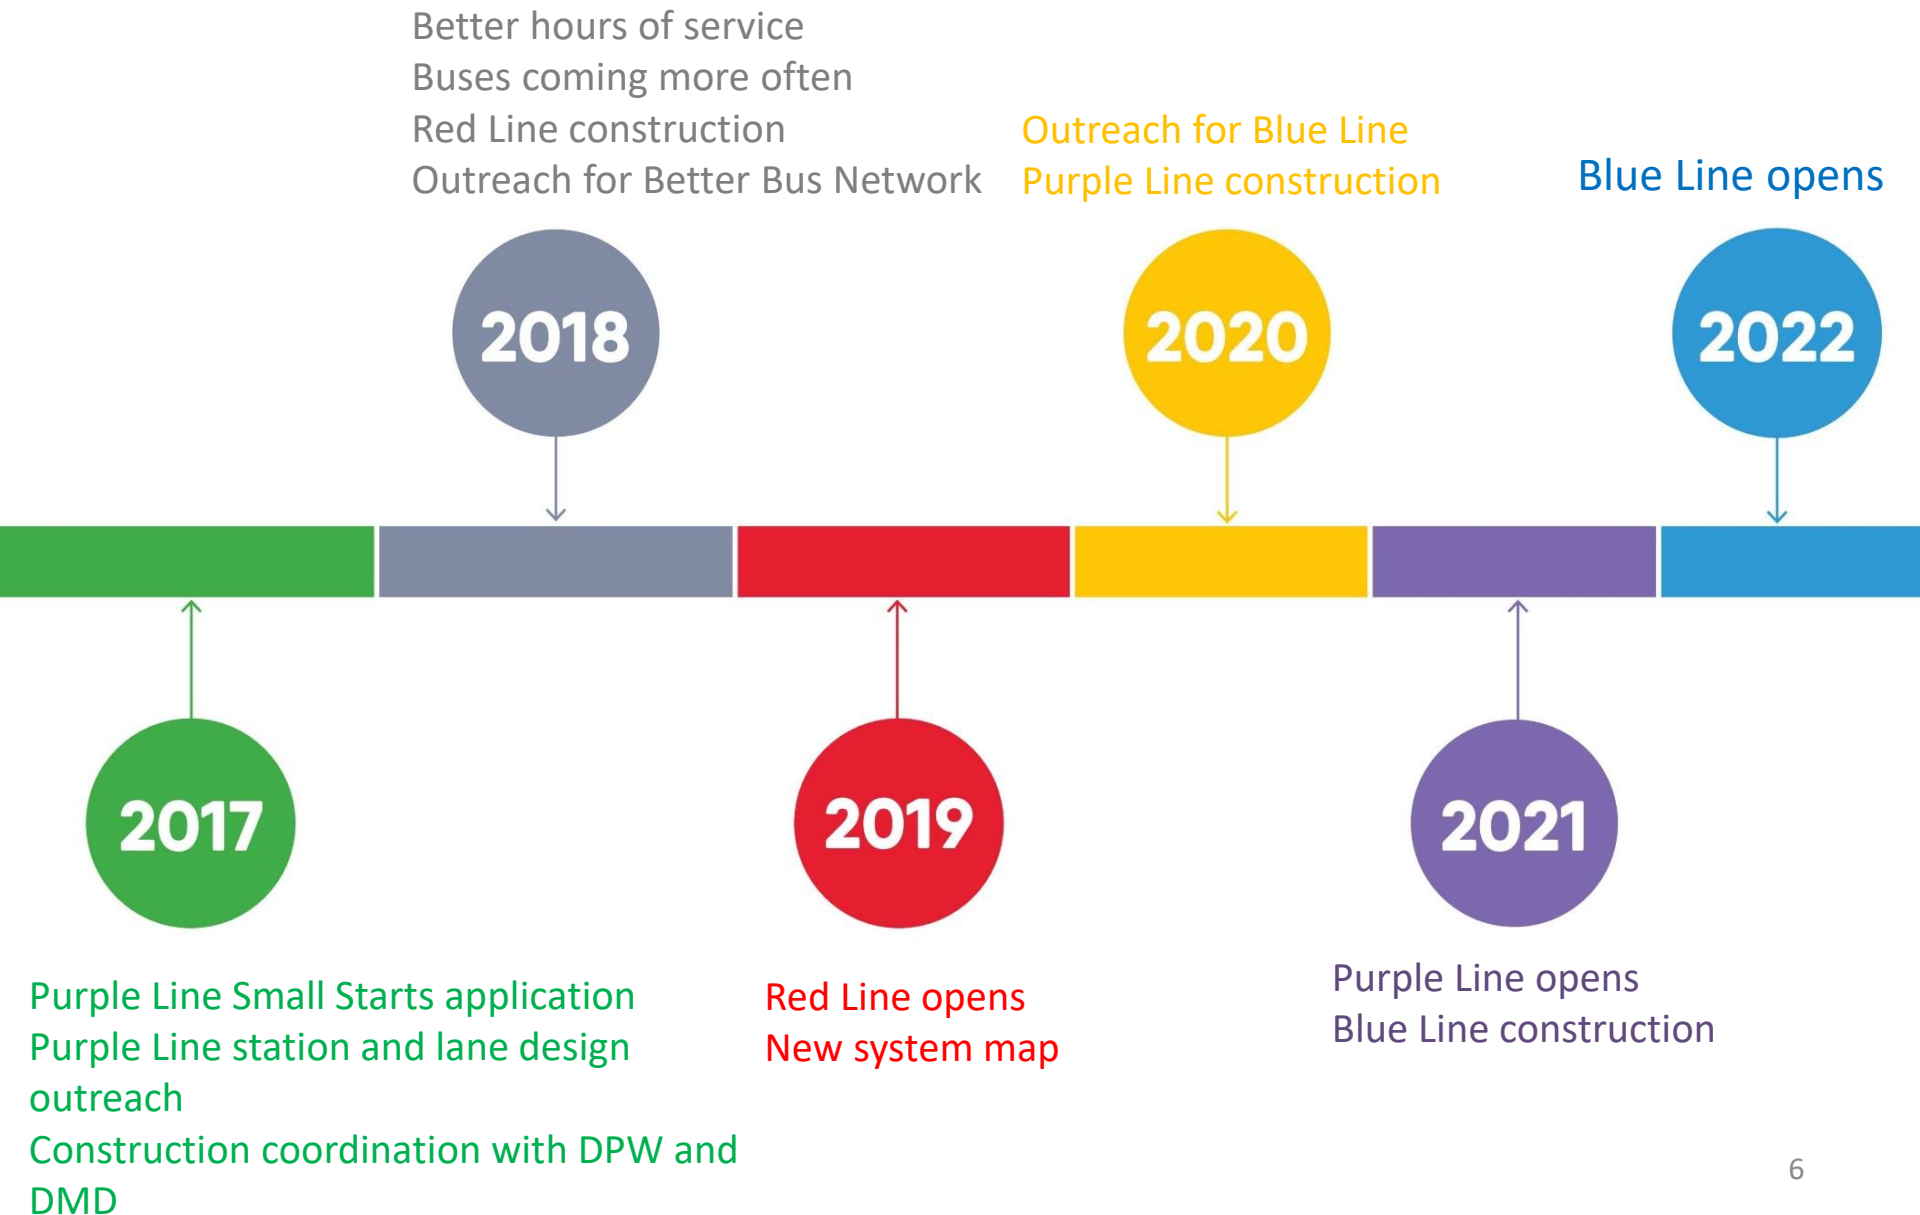 Better hours of service
Buses coming more often
Red Line construction
Outreach for Better Bus Network
Outreach for Blue Line
Purple Line construction
Blue Line opens
2018
2020
2022
2017
2019
2021
Purple Line Small Starts application
Purple Line station and lane design
outreach
Construction coordination with DPW and
DMD
Red Line opens
New system map
Purple Line opens
Blue Line construction
6